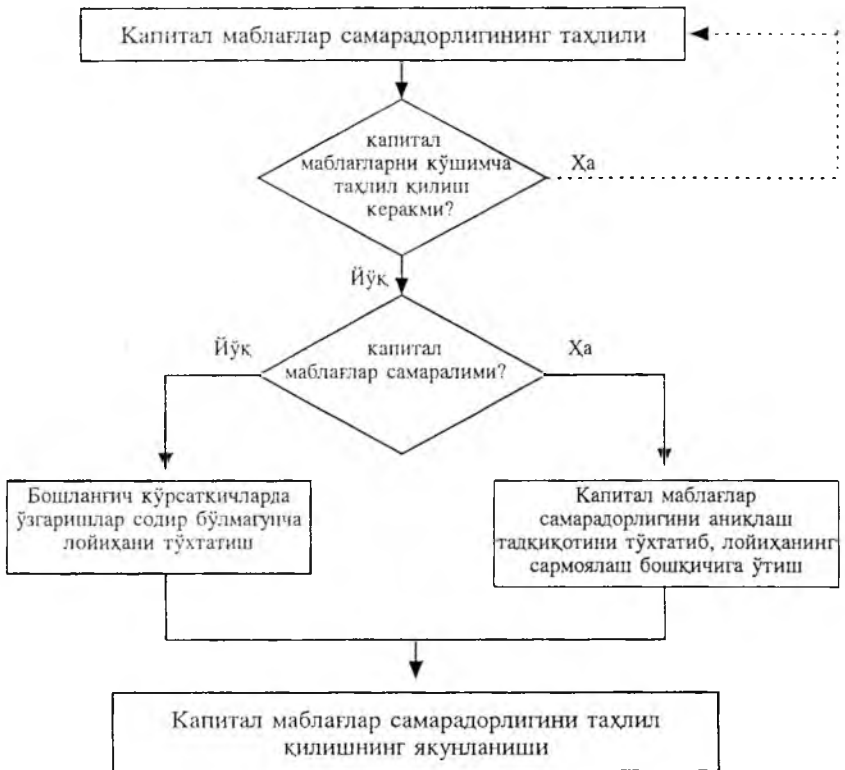 Капитал маблағлар самарадорлигининг таҳлили
капитал
маблағларни қўшимча
таҳлил қилиш
керакми?
Ҳа
Йўқ
Йўқ
капитал
маблағлар самаралими?
Ҳа
Бошланғич кўрсаткичларда
ўзгаришлар содир бўлмагунча
лойиҳани тўхтатиш
Капитал маблағлар
самарадорлигини аниқлаш
тадқиқотини тўхтатиб, лойиҳанинг
сармоялаш босқичига ўтиш
Капитал маблағлар самарадорлигини таҳлил
қилишнинг якунланиши